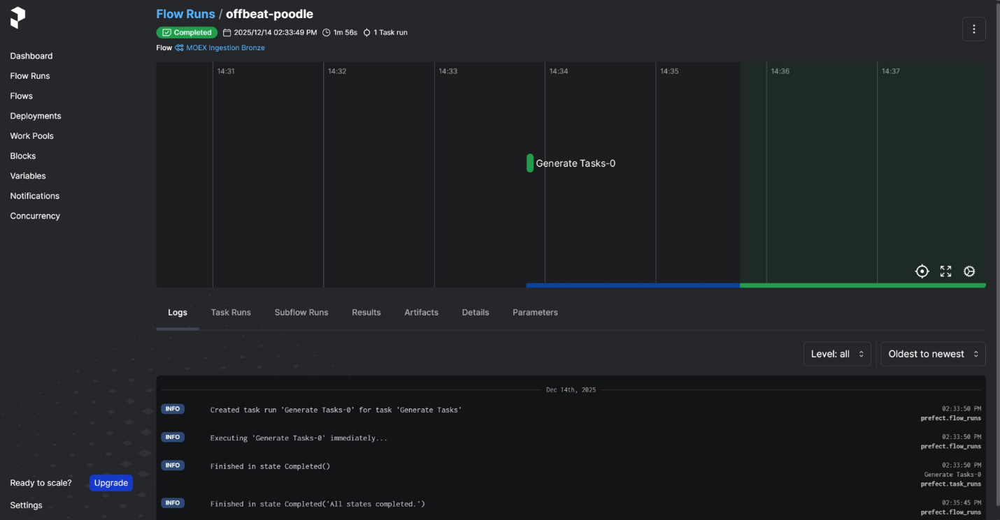 Flow Runs / offbeat-poodle
Completed 2025/12/14 02:33:49 PM 1m 56s 1 Task run
Flow MOEX Ingestion Bronze
Dashboard
Flow Runs
Flows
Deployments
Work Pools
Blocks
Variables
Notifications
Concurrency
Ready to scale? Upgrade
Settings
14:31 14:32 14:33 14:34 14:35 14:36 14:37
Generate Tasks-0
Logs Task Runs Subflow Runs Results Artifacts Details Parameters
Level: all Oldest to newest
Dec 14th, 2025
INFO Created task run 'Generate Tasks-0' for task 'Generate Tasks' 02:33:50 PM
prefect.flow_runs
INFO Executing 'Generate Tasks-0' immediately... 02:33:50 PM
prefect.flow_runs
INFO Finished in state Completed() 02:33:50 PM
Generate Tasks-0
prefect.task_runs
INFO Finished in state Completed('All states completed.') 02:35:45 PM
prefect.flow_runs